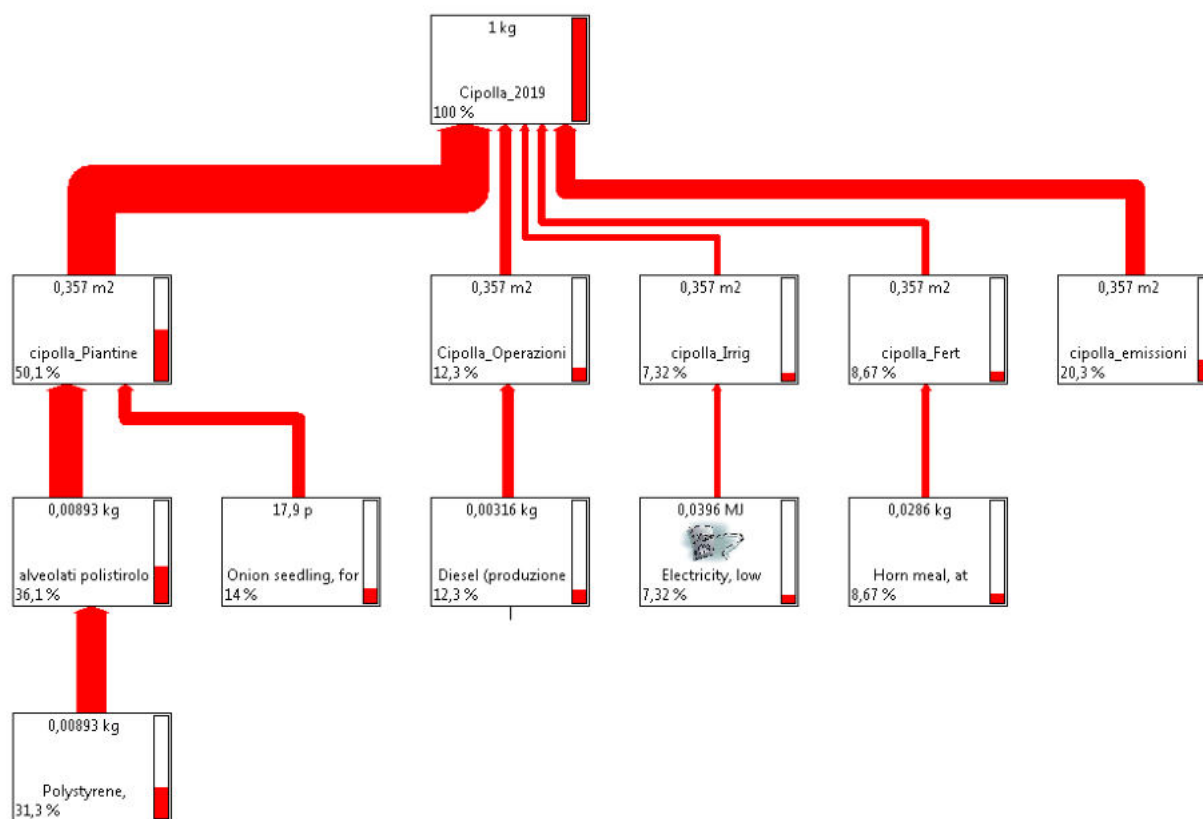 1 kg
Cipolla_2019
100 %
0,357 m2
cipolla_Piantine
50,1 %
0,357 m2
Cipolla_Operazioni
12,3 %
0,357 m2
cipolla_Irrig
7,32 %
0,357 m2
cipolla_Fert
8,67 %
0,357 m2
cipolla_emissioni
20,3 %
0,00893 kg
alveolati polistirolo
36,1 %
17,9 p
Onion seedling, for
14 %
0,00316 kg
Diesel (produzione
12,3 %
0,0396 MJ
Electricity, low
7,32 %
0,0286 kg
Horn meal, at
8,67 %
0,00893 kg
Polystyrene,
31,3 %